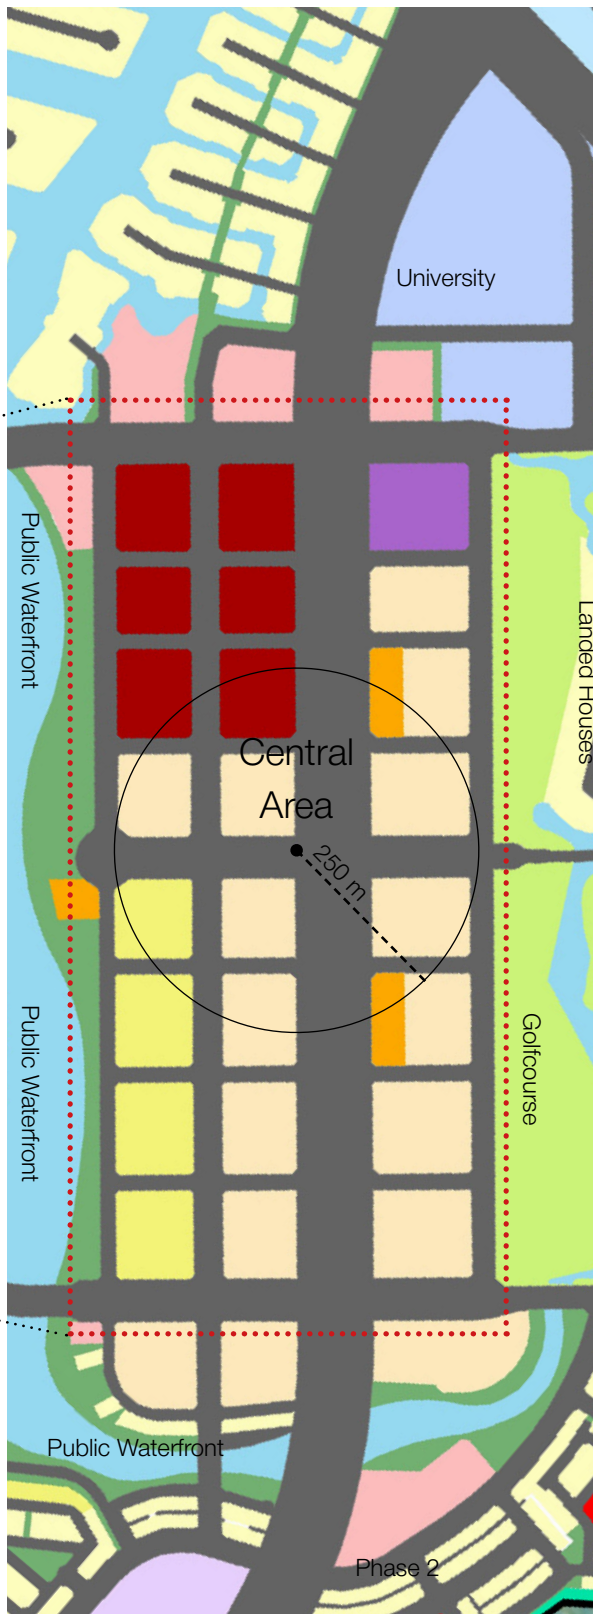 University
Public Waterfront
Landed Houses
Central
Area
250 m
Public Waterfront
Golfcourse
Public Waterfront
Phase 2